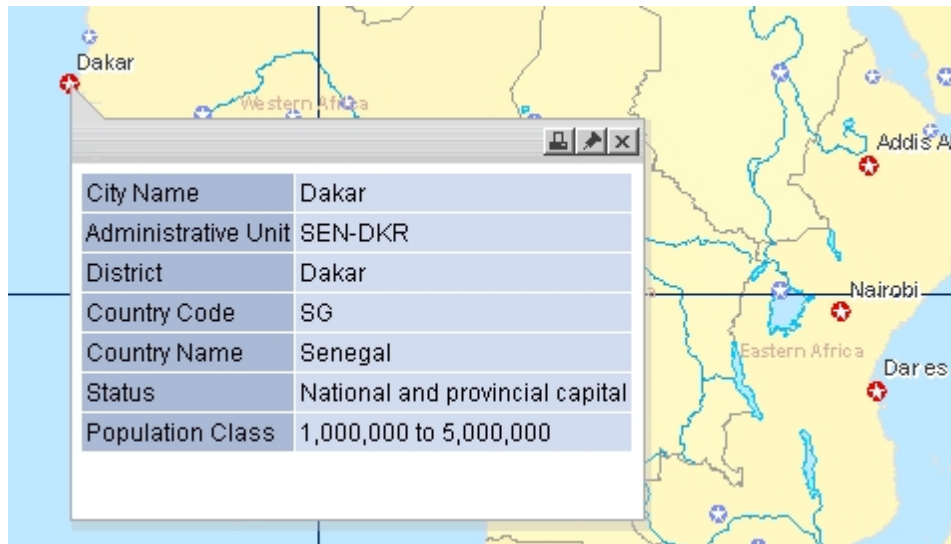 Dakar
Western Africa
Addis A
City Name Dakar
Administrative Unit SEN-DKR
District Dakar
Country Code SG
Country Name Senegal
Status National and provincial capital
Population Class 1,000,000 to 5,000,000
Nairobi
Eastern Africa
Dar es